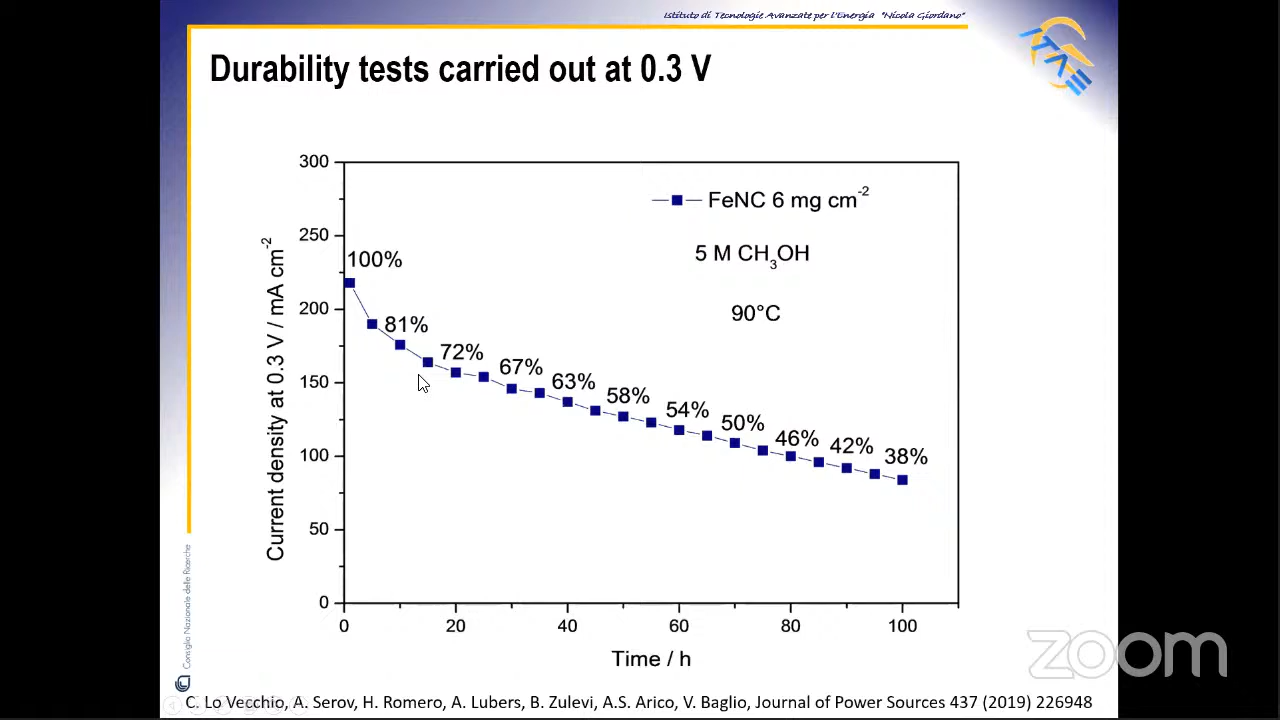 Istituto di Tecnologie Avanzate per l'Energia "Nicola Giordano"
ITAE
Durability tests carried out at 0.3 V
300
250
200
150
100
50
0
Current density at 0.3 V / mA cm-2
FeNC 6 mg cm-2
5 M CH3OH
90°C
100%
81%
72%
67%
63%
58%
54%
50%
46%
42%
38%
0 20 40 60 80 100
Time / h
Consiglio Nazionale delle Ricerche
zoom
C. Lo Vecchio, A. Serov, H. Romero, A. Lubers, B. Zulevi, A.S. Arico, V. Baglio, Journal of Power Sources 437 (2019) 226948